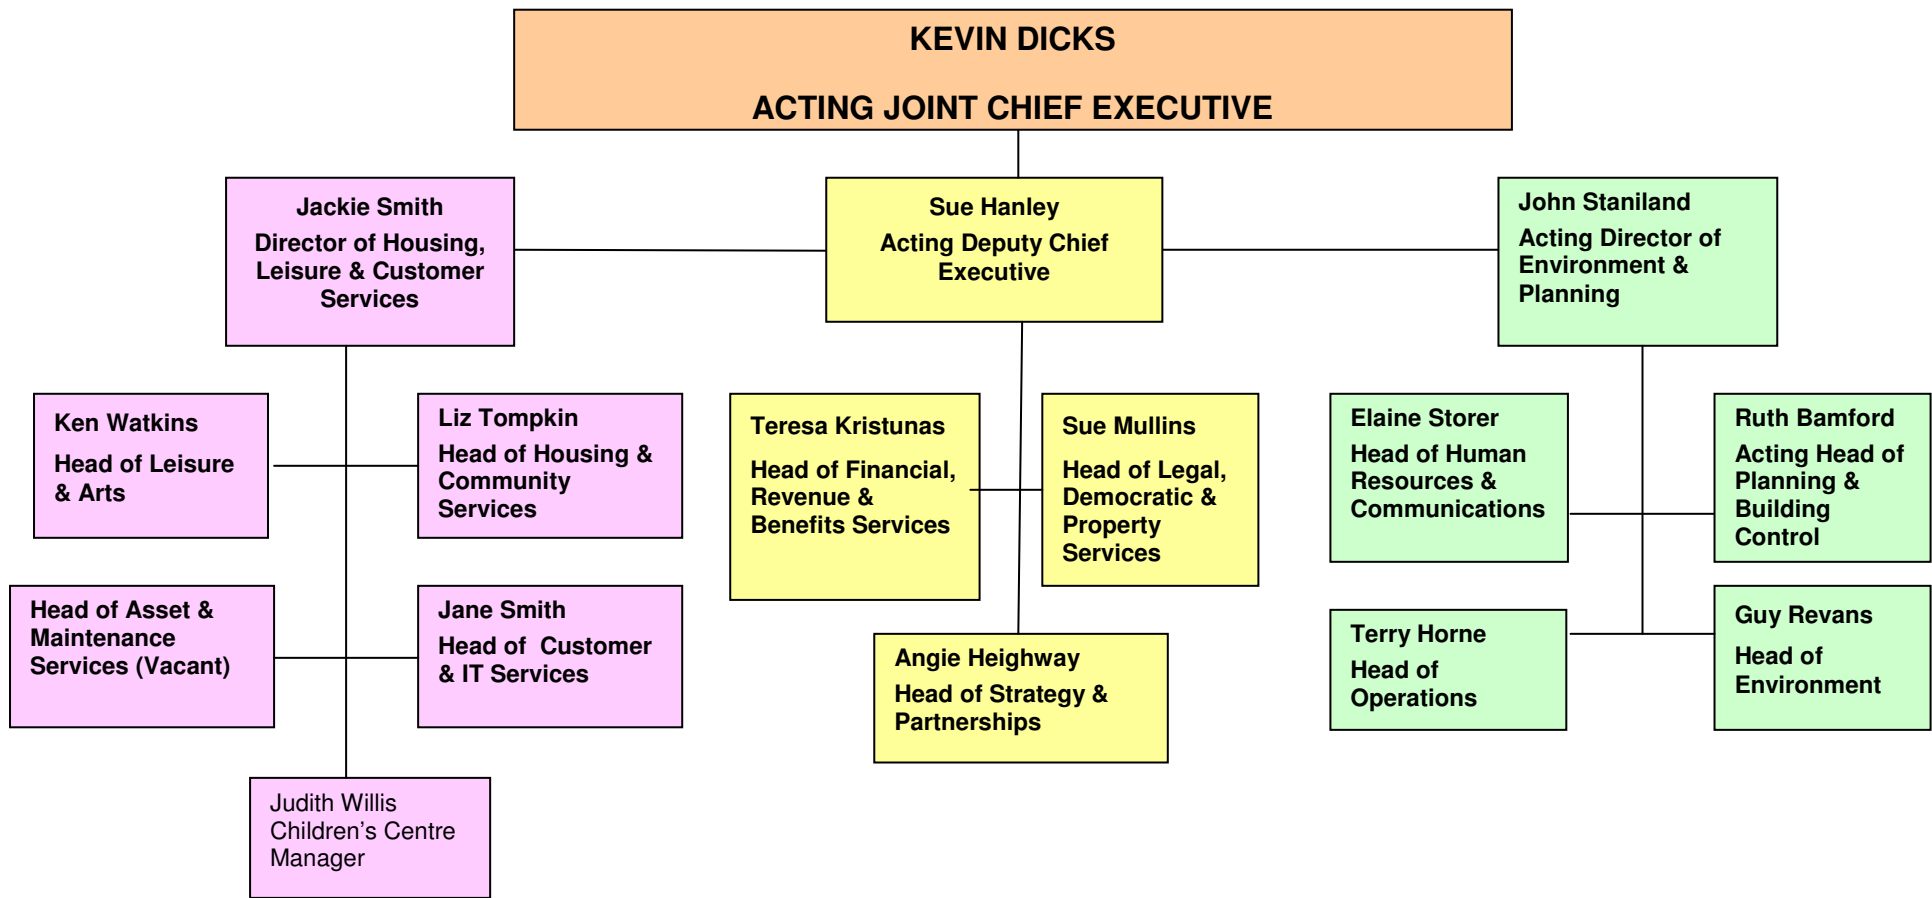 KEVIN DICKS
ACTING JOINT CHIEF EXECUTIVE
Jackie Smith
Director of Housing,
Leisure & Customer
Services
Sue Hanley
Acting Deputy Chief
Executive
John Staniland
Acting Director of
Environment &
Planning
Ken Watkins
Head of Leisure
& Arts
Liz Tompkin
Head of Housing &
Community
Services
Teresa Kristunas
Head of Financial,
Revenue &
Benefits Services
Sue Mullins
Head of Legal,
Democratic &
Property
Services
Elaine Storer
Head of Human
Resources &
Communications
Ruth Bamford
Acting Head of
Planning &
Building
Control
Head of Asset &
Maintenance
Services (Vacant)
Jane Smith
Head of  Customer
& IT Services
Angie Heighway
Head of Strategy &
Partnerships
Terry Horne
Head of
Operations
Guy Revans
Head of
Environment
Judith Willis
Children’s Centre
Manager